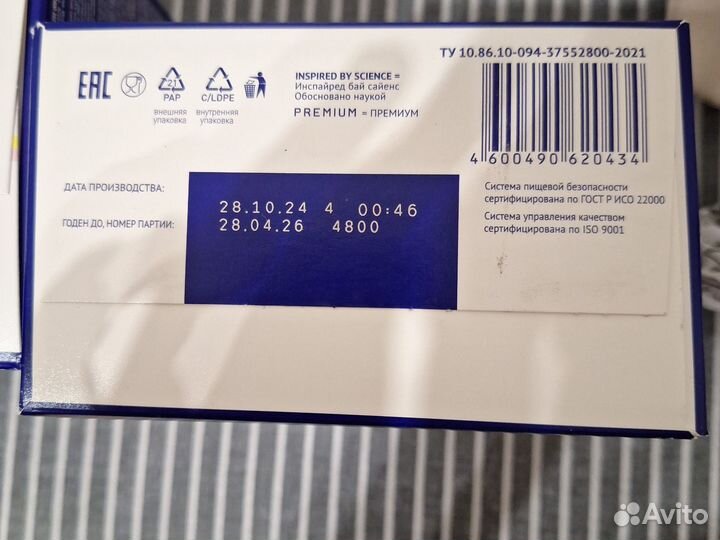 ТУ 10.86.10-094-37552800-2021
EAC
21
PAP
внешняя
упаковка
C/LDPE
внутренняя
упаковка
INSPIRED BY SCIENCE =
Инспайред бай сайенс
Обосновано наукой
PREMIUM = ПРЕМИУМ
4 600490 620434
ДАТА ПРОИЗВОДСТВА:
28.10.24 4 00:46
ГОДЕН ДО, НОМЕР ПАРТИИ:
28.04.26 4800
Система пищевой безопасности
сертифицирована по ГОСТ Р ИСО 22000
Система управления качеством
сертифицирована по ISO 9001
Avito